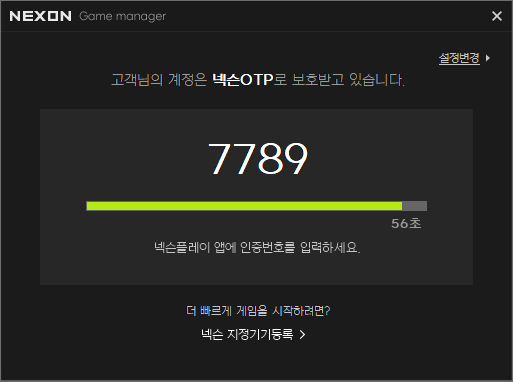 NEXON Game manager
설정변경
고객님의 계정은 넥슨OTP로 보호받고 있습니다.
7789
56초
넥슨플레이 앱에 인증번호를 입력하세요.
더 빠르게 게임을 시작하려면?
넥슨 지정기기등록 >